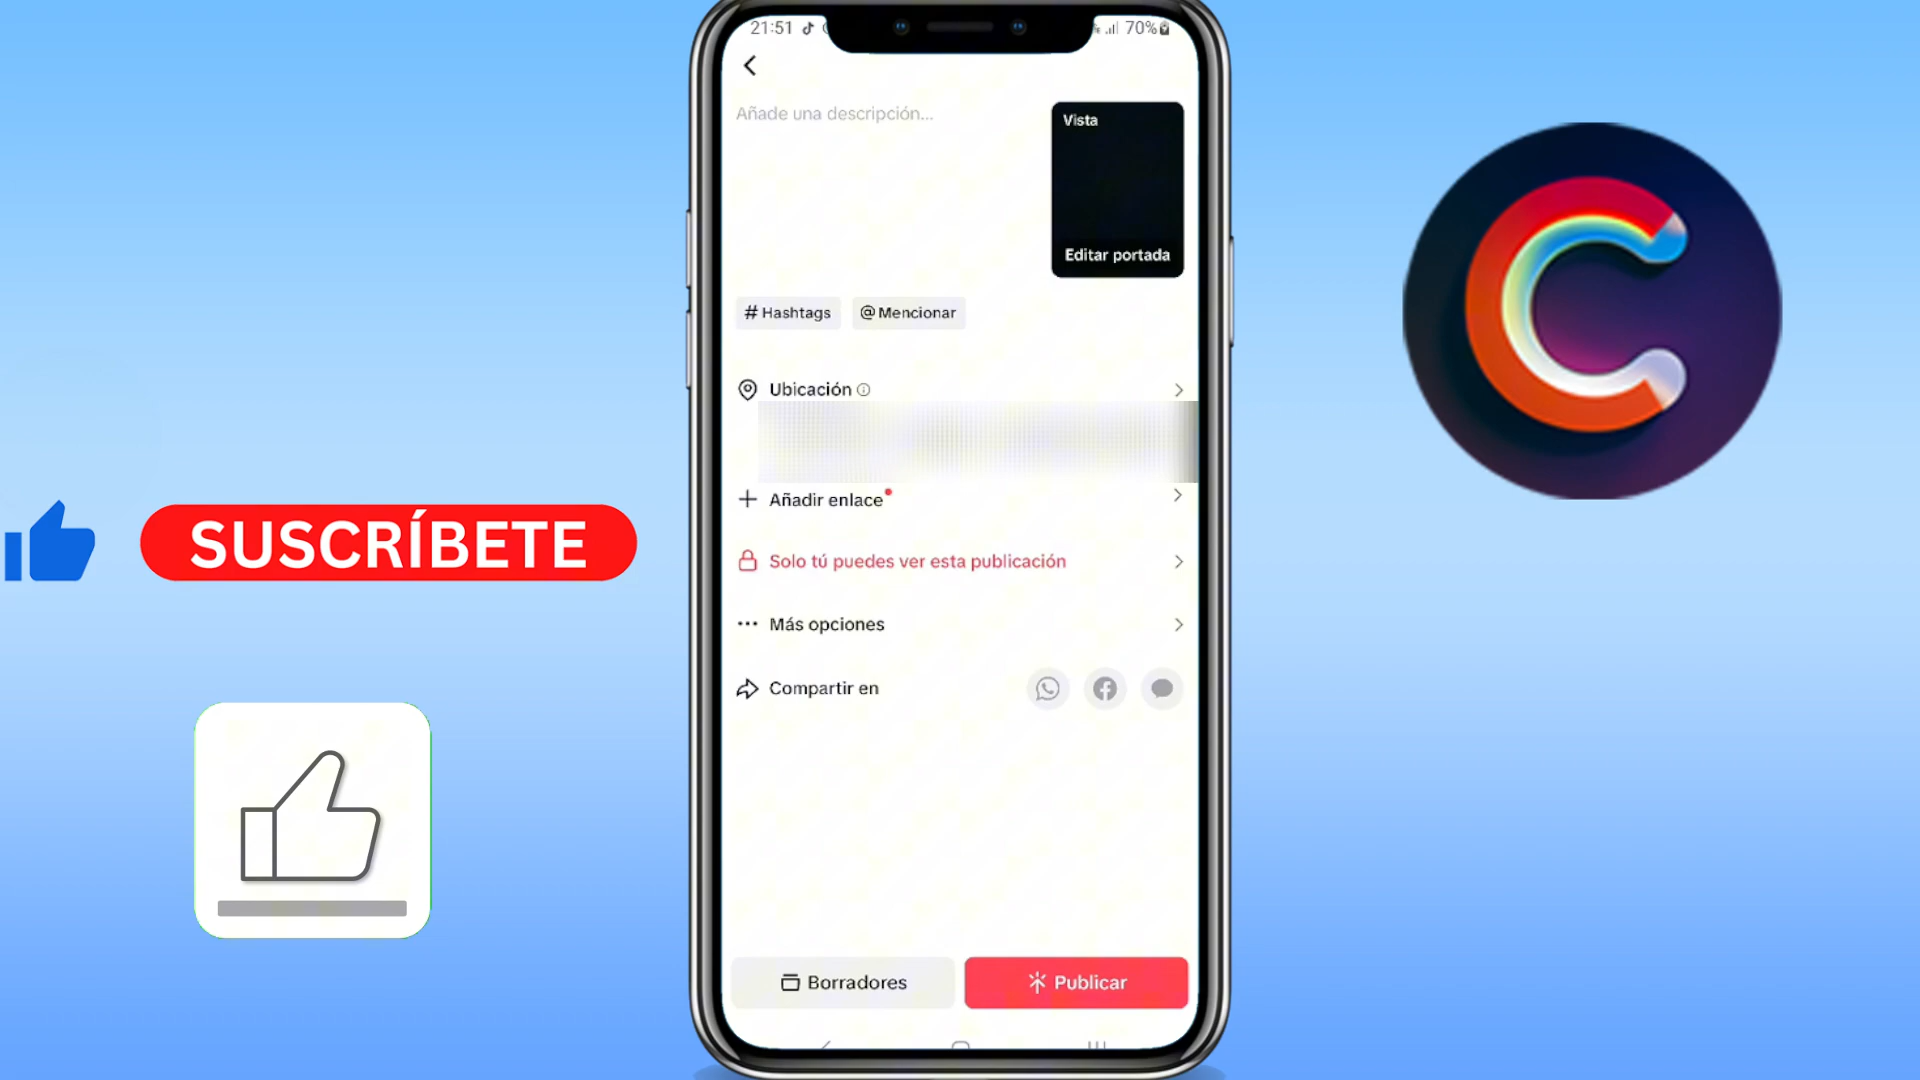 21:51
70%
Añade una descripción...
Vista
Editar portada
# Hashtags
@ Mencionar
Ubicación
Añadir enlace
Solo tú puedes ver esta publicación
Más opciones
Compartir en
Borradores
Publicar
SUSCRÍBETE